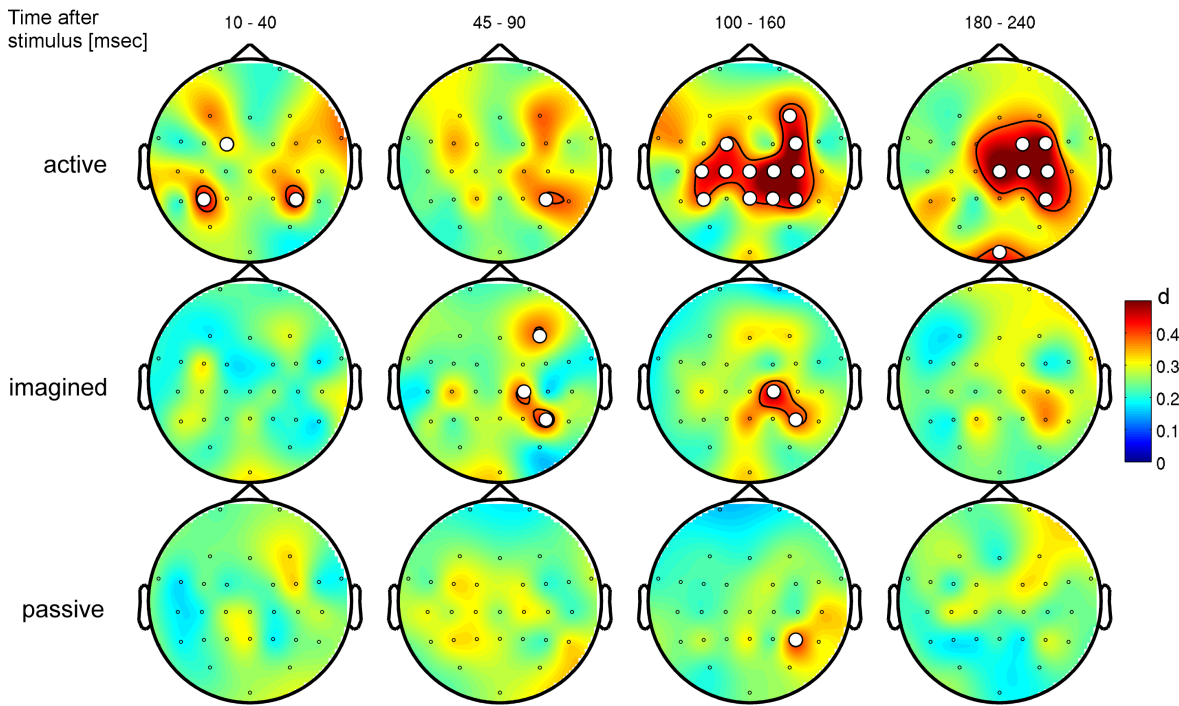 Time after
stimulus [msec]
10 - 40
45 - 90
100 - 160
180 - 240
active
imagined
d
0.4
0.3
0.2
0.1
0
passive